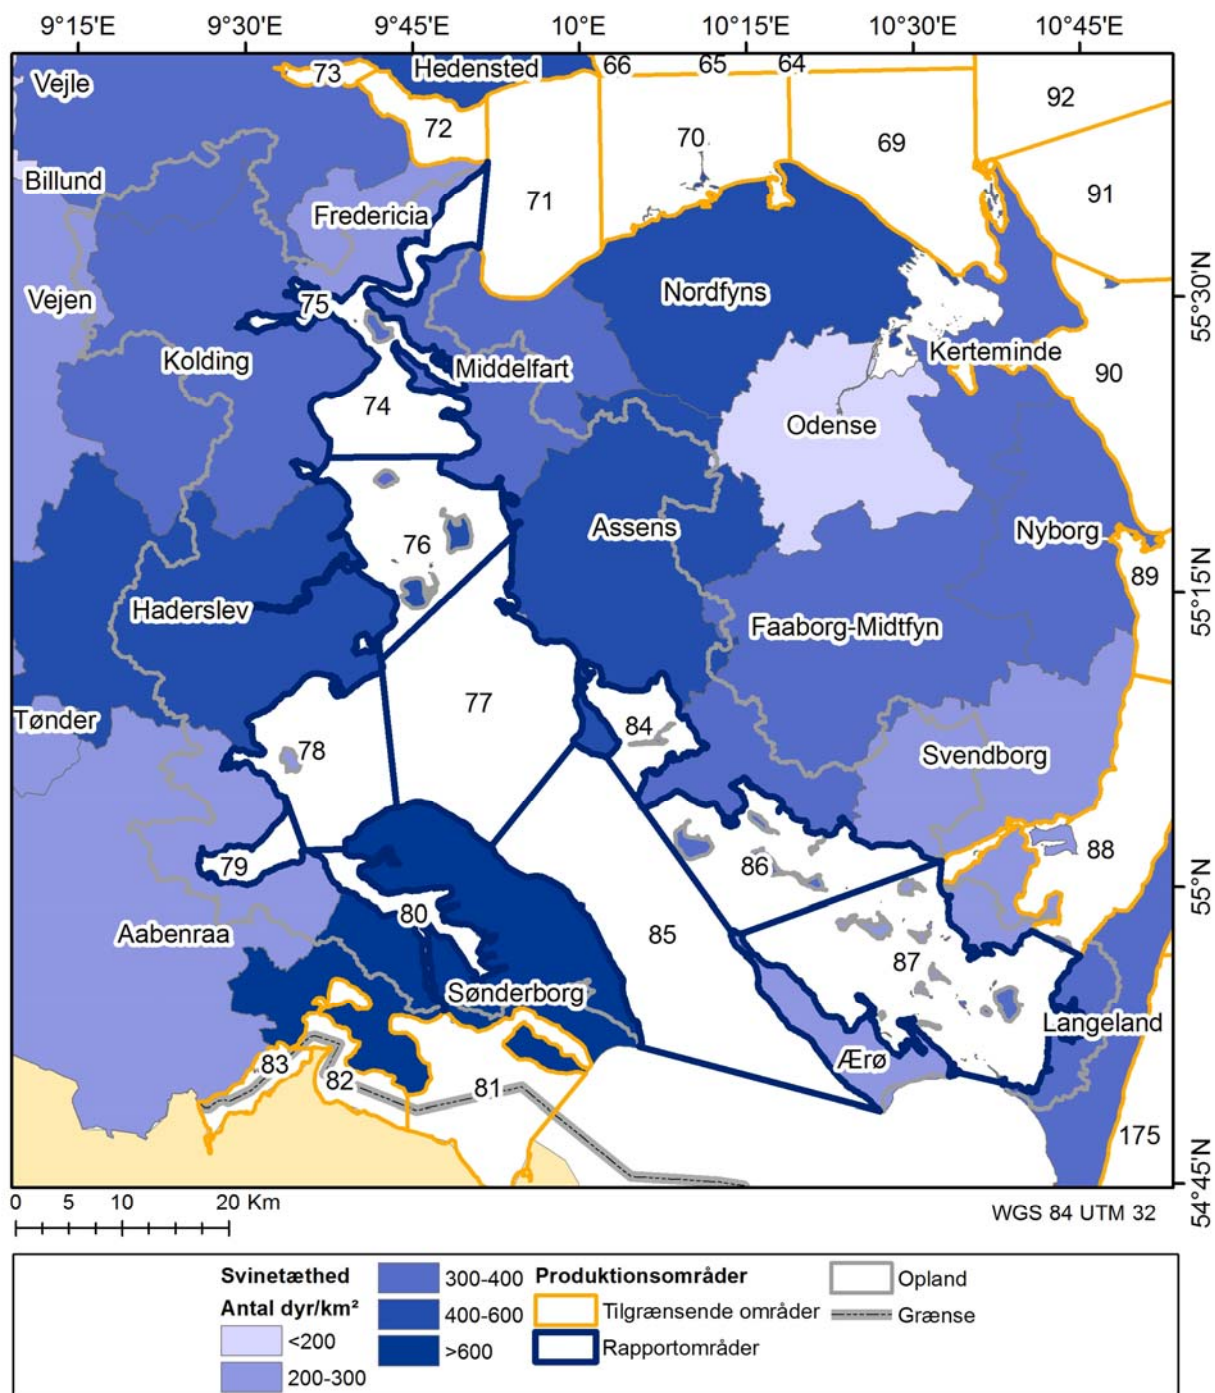 9°15'E 9°30'E 9°45'E 10°E 10°15'E 10°30'E 10°45'E
Vejle 73 Hedensted 66 65 64
72 70 69 92
Billund 91
Fredericia 71
Vejen 75 Nordfyns 55°30'N
Kolding Middelfart Kerteminde
74 90
Odense
76 Assens Nyborg
89 55°15'N
Haderslev Faaborg-Midtfyn
77
Tønder 78 84 Svendborg
79 86 88
80 55°N
Aabenraa 85 87
Sønderborg Langeland
83 82 81 Ærø
175
54°45'N
0 5 10 20 Km
WGS 84 UTM 32
Svinetæthed 300-400 Produktionsområder Opland
Antal dyr/km² 400-600 Tilgrænsende områder Grænse
<200 >600 Rapportområder
200-300